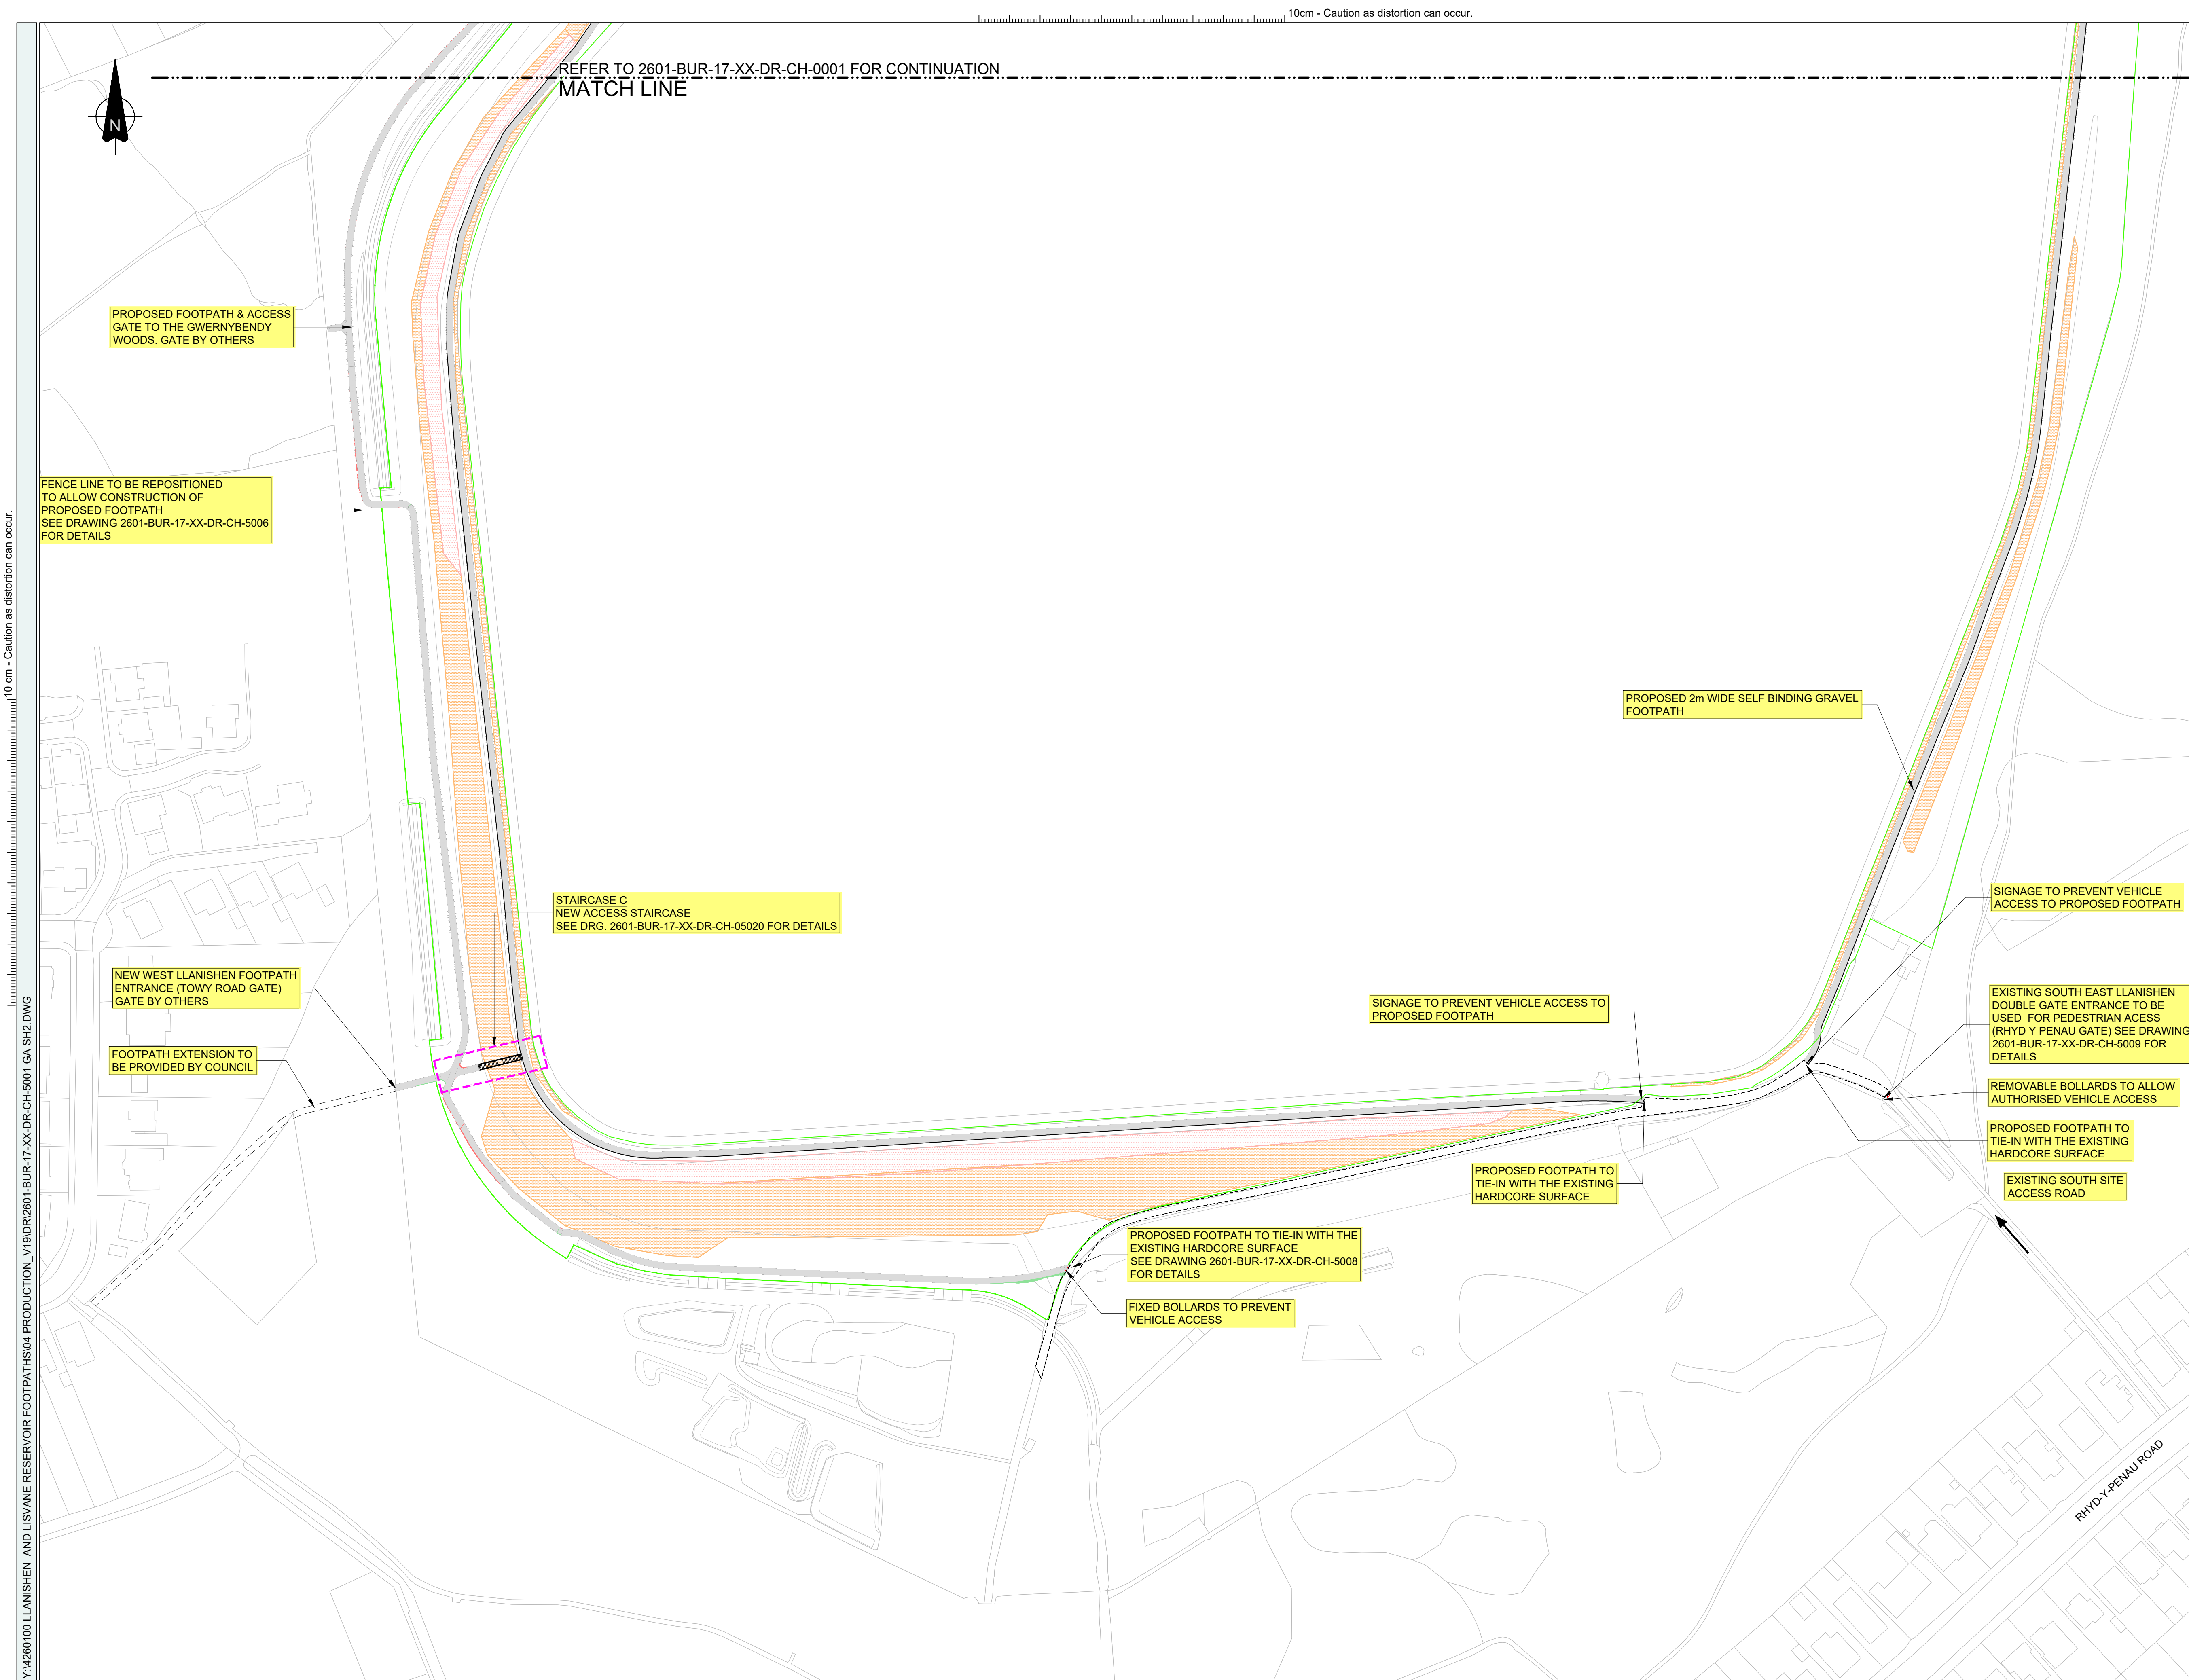 10cm - Caution as distortion can occur.
REFER TO 2601-BUR-17-XX-DR-CH-0001 FOR CONTINUATION
MATCH LINE
N
PROPOSED FOOTPATH & ACCESS
GATE TO THE GWERNYBENDY
WOODS. GATE BY OTHERS
FENCE LINE TO BE REPOSITIONED
TO ALLOW CONSTRUCTION OF
PROPOSED FOOTPATH
SEE DRAWING 2601-BUR-17-XX-DR-CH-5006
FOR DETAILS
10 cm - Caution as distortion can occur.
PROPOSED 2m WIDE SELF BINDING GRAVEL
FOOTPATH
STAIRCASE C
NEW ACCESS STAIRCASE
SEE DRG. 2601-BUR-17-XX-DR-CH-05020 FOR DETAILS
SIGNAGE TO PREVENT VEHICLE
ACCESS TO PROPOSED FOOTPATH
NEW WEST LLANISHEN FOOTPATH
ENTRANCE (TOWY ROAD GATE)
GATE BY OTHERS
SIGNAGE TO PREVENT VEHICLE ACCESS TO
PROPOSED FOOTPATH
EXISTING SOUTH EAST LLANISHEN
DOUBLE GATE ENTRANCE TO BE
USED FOR PEDESTRIAN ACESS
(RHYD Y PENAU GATE) SEE DRAWING
2601-BUR-17-XX-DR-CH-5009 FOR
DETAILS
FOOTPATH EXTENSION TO
BE PROVIDED BY COUNCIL
REMOVABLE BOLLARDS TO ALLOW
AUTHORISED VEHICLE ACCESS
PROPOSED FOOTPATH TO
TIE-IN WITH THE EXISTING
HARDCORE SURFACE
PROPOSED FOOTPATH TO
TIE-IN WITH THE EXISTING
HARDCORE SURFACE
EXISTING SOUTH SITE
ACCESS ROAD
PROPOSED FOOTPATH TO TIE-IN WITH THE
EXISTING HARDCORE SURFACE
SEE DRAWING 2601-BUR-17-XX-DR-CH-5008
FOR DETAILS
FIXED BOLLARDS TO PREVENT
VEHICLE ACCESS
RHYD-Y-PENAU ROAD
Y:\4260100 LLANISHEN AND LISVANE RESERVOIR FOOTPATHS\04 PRODUCTION_V19\DR\2601-BUR-17-XX-DR-CH-5001 GA SH2.DWG